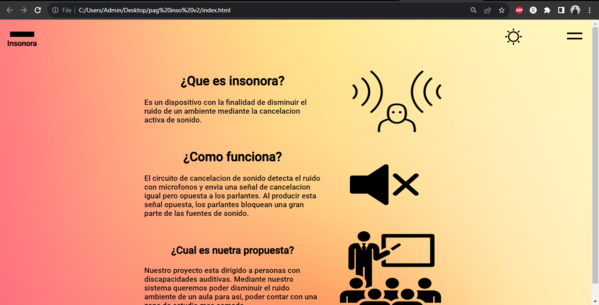 File
C:/Users/Admin/Desktop/pag%20inso%20v2/index.html
Insonora
¿Que es insonora?
Es un dispositivo con la finalidad de disminuir el
ruido de un ambiente mediante la cancelacion
activa de sonido.
¿Como funciona?
El circuito de cancelacion de sonido detecta el ruido
con microfonos y envia una señal de cancelacion
igual pero opuesta a los parlantes. Al producir esta
señal opuesta, los parlantes bloquean una gran
parte de las fuentes de sonido.
¿Cual es nuetra propuesta?
Nuestro proyecto esta dirigido a personas con
discapacidades auditivas. Mediante nuestro
sistema queremos poder disminuir el ruido
ambiente de un aula para asi, poder contar con una